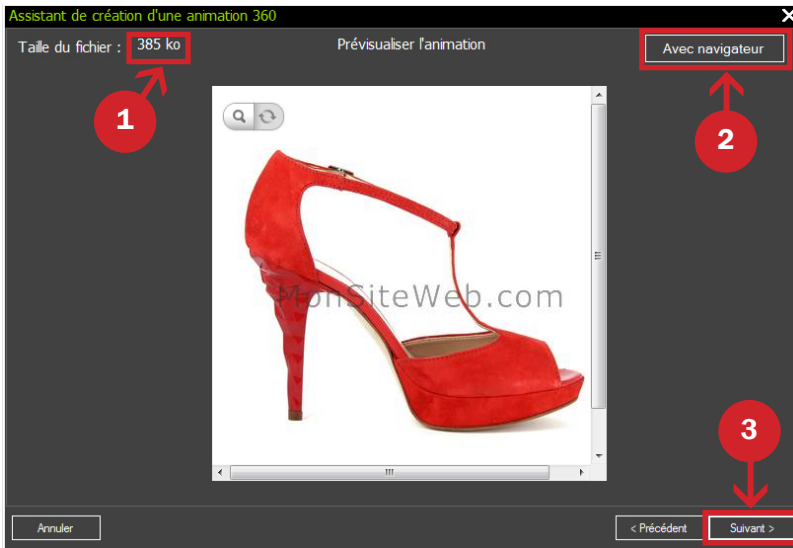 Assistant de création d'une animation 360
Taille du fichier : 385 ko
Prévisualiser l'animation
Avec navigateur
1
2
MonSiteWeb.com
3
Annuler
< Précédent
Suivant >